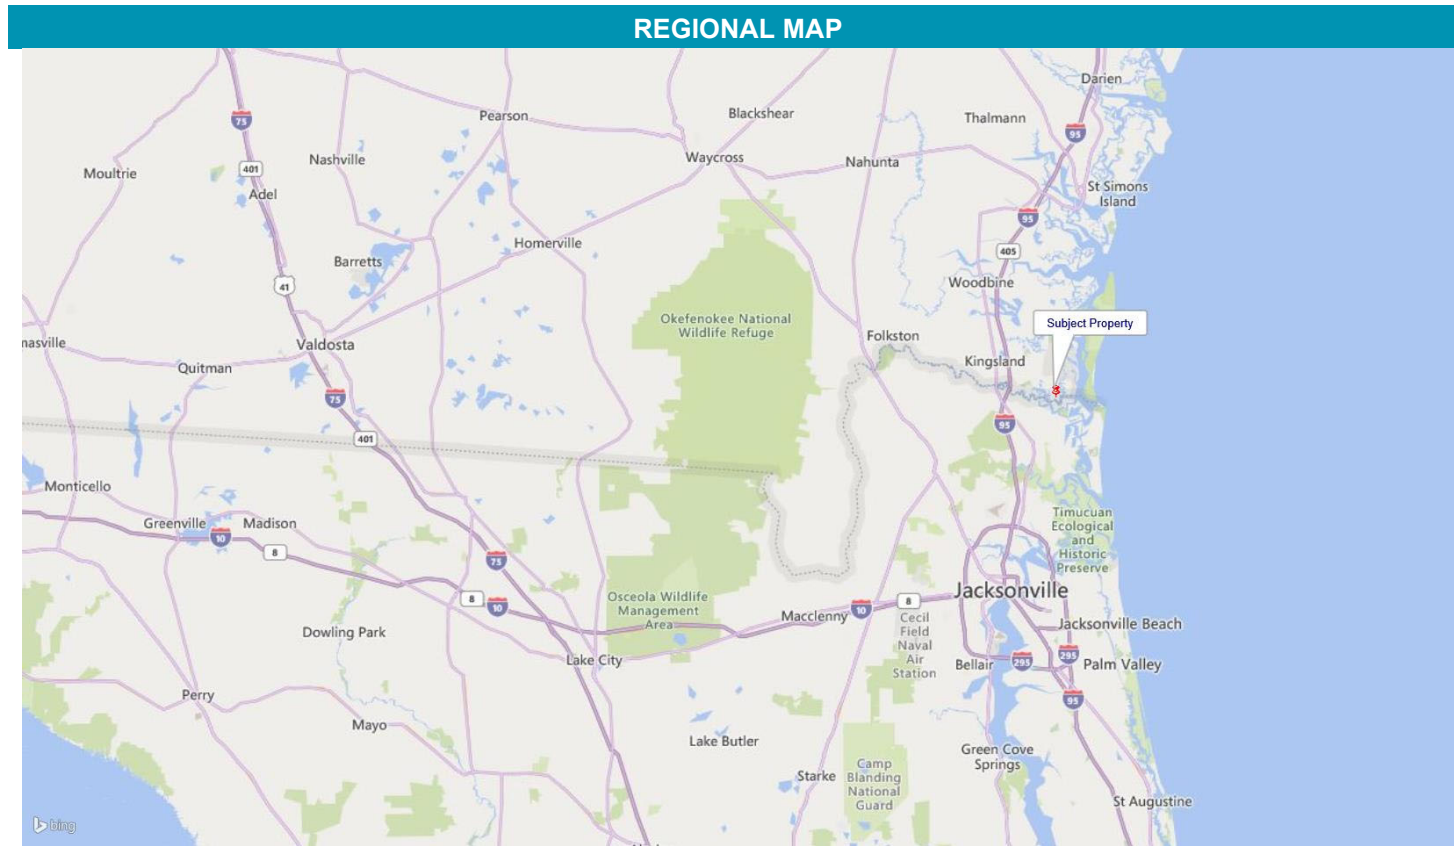 REGIONAL MAP
Darien
75
Pearson
Blackshear
Thalmann
95
Nashville
Waycross
Nahunta
401
Moultrie
Adel
St Simons
Island
95
Homerville
405
Barretts
41
Woodbine
Okefenokee National
Wildlife Refuge
Subject Property
Folkston
nasville
Valdosta
Kingsland
Quitman
75
95
401
Monticello
Greenville
10
Madison
8
Timucuan
Ecological
and
Historic
Preserve
75
8
10
Osceola Wildlife
Management
Area
Macclenny
10
8
Jacksonville
Cecil
Field
Naval
Air
Station
Jacksonville Beach
Dowling Park
Lake City
Bellair
295
295
Palm Valley
Perry
95
Mayo
Lake Butler
Green Cove
Springs
Starke
Camp
Blanding
National
Guard
St Augustine
bing